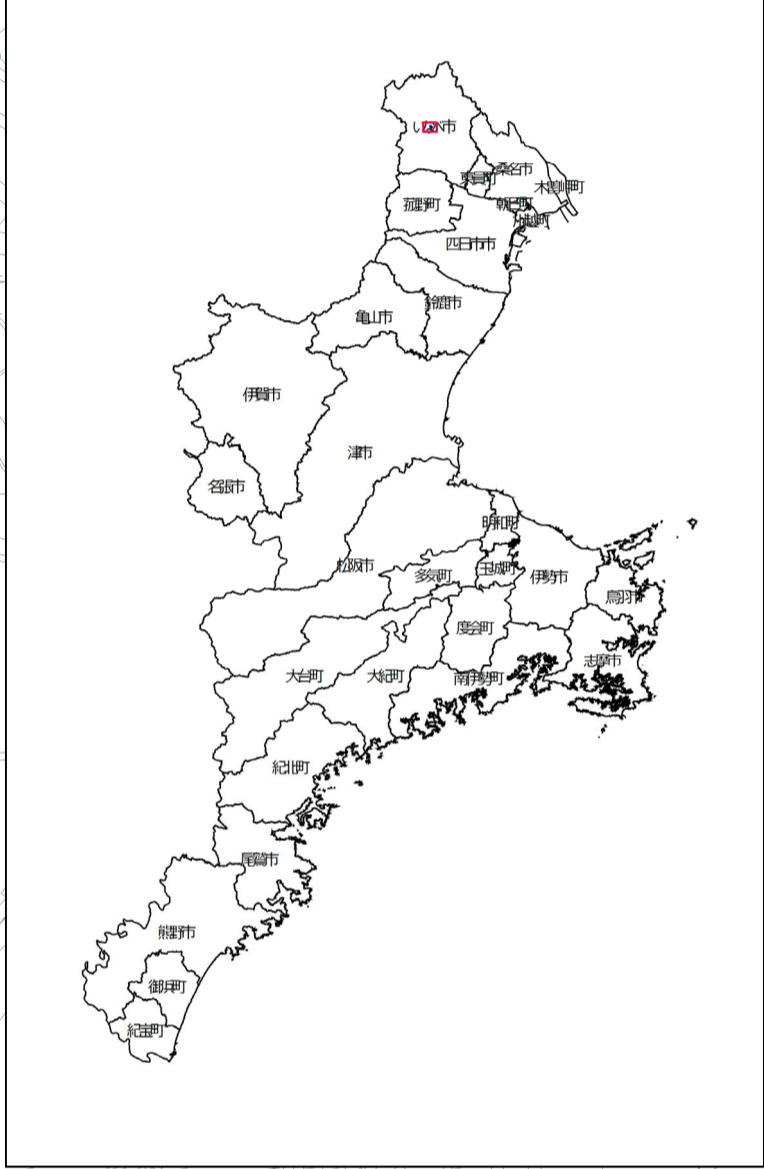 いなべ市
桑名市
東員町
木曽岬町
菰野町
朝日町
川越町
四日市市
鈴鹿市
亀山市
伊賀市
津市
名張市
明和町
松阪市
多気町
玉城町
伊勢市
鳥羽市
度会町
志摩市
大台町
大紀町
南伊勢町
紀北町
尾鷲市
熊野市
御浜町
紀宝町